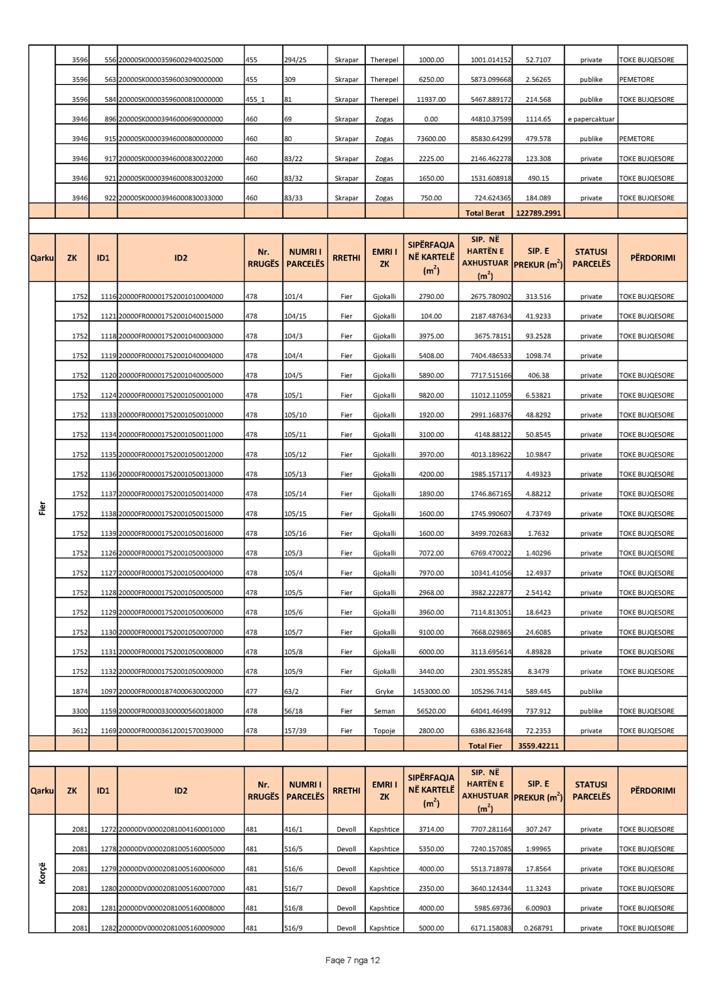 3596 556 20000SK00003596002940025000 455 294/25 Skrapar Therepel 1000.00 1001.014152 52.7107 private TOKE BUJQESORE
3596 563 20000SK00003596003090000000 455 309 Skrapar Therepel 6250.00 5873.099668 2.56265 publike PEMETORE
3596 584 20000SK00003596000810000000 455_1 81 Skrapar Therepel 11937.00 5467.889172 214.568 publike TOKE BUJQESORE
3946 896 20000SK00003946000690000000 460 69 Skrapar Zogas 0.00 44810.37599 1114.65 e papercaktuar
3946 915 20000SK00003946000800000000 460 80 Skrapar Zogas 73600.00 85830.64299 479.578 publike PEMETORE
3946 917 20000SK00003946000830022000 460 83/22 Skrapar Zogas 2225.00 2146.462278 123.308 private TOKE BUJQESORE
3946 921 20000SK00003946000830032000 460 83/32 Skrapar Zogas 1650.00 1531.608918 490.15 private TOKE BUJQESORE
3946 922 20000SK00003946000830033000 460 83/33 Skrapar Zogas 750.00 724.624365 184.089 private TOKE BUJQESORE
Total Berat 122789.2991
Qarku ZK ID1 ID2 Nr. RRUGËS NUMRI I PARCELËS RRETHI EMRI I ZK SIPËRFAQJA NË KARTELË (m²) SIP. NË HARTËN E AXHUSTUAR (m²) SIP. E PREKUR (m²) STATUSI PARCELËS PËRDORIMI
Fier
1752 1116 20000FR00001752001010004000 478 101/4 Fier Gjokalli 2790.00 2675.780902 313.516 private TOKE BUJQESORE
1752 1121 20000FR00001752001040015000 478 104/15 Fier Gjokalli 104.00 2187.487634 41.9233 private TOKE BUJQESORE
1752 1118 20000FR00001752001040003000 478 104/3 Fier Gjokalli 3975.00 3675.78151 93.2528 private TOKE BUJQESORE
1752 1119 20000FR00001752001040004000 478 104/4 Fier Gjokalli 5408.00 7404.486533 1098.74 private
1752 1120 20000FR00001752001040005000 478 104/5 Fier Gjokalli 5890.00 7717.515166 406.38 private TOKE BUJQESORE
1752 1124 20000FR00001752001050001000 478 105/1 Fier Gjokalli 9820.00 11012.11059 6.53821 private TOKE BUJQESORE
1752 1133 20000FR00001752001050010000 478 105/10 Fier Gjokalli 1920.00 2991.168376 48.8292 private TOKE BUJQESORE
1752 1134 20000FR00001752001050011000 478 105/11 Fier Gjokalli 3100.00 4148.88122 50.8545 private TOKE BUJQESORE
1752 1135 20000FR00001752001050012000 478 105/12 Fier Gjokalli 3970.00 4013.189622 10.9847 private TOKE BUJQESORE
1752 1136 20000FR00001752001050013000 478 105/13 Fier Gjokalli 4200.00 1985.157117 4.49323 private TOKE BUJQESORE
1752 1137 20000FR00001752001050014000 478 105/14 Fier Gjokalli 1890.00 1746.867165 4.88212 private TOKE BUJQESORE
1752 1138 20000FR00001752001050015000 478 105/15 Fier Gjokalli 1600.00 1745.990607 4.73749 private TOKE BUJQESORE
1752 1139 20000FR00001752001050016000 478 105/16 Fier Gjokalli 1600.00 3499.702683 1.7632 private TOKE BUJQESORE
1752 1126 20000FR00001752001050003000 478 105/3 Fier Gjokalli 7072.00 6769.470022 1.40296 private TOKE BUJQESORE
1752 1127 20000FR00001752001050004000 478 105/4 Fier Gjokalli 7970.00 10341.41056 12.4937 private TOKE BUJQESORE
1752 1128 20000FR00001752001050005000 478 105/5 Fier Gjokalli 2968.00 3982.222877 2.54142 private TOKE BUJQESORE
1752 1129 20000FR00001752001050006000 478 105/6 Fier Gjokalli 3960.00 7114.813051 18.6423 private TOKE BUJQESORE
1752 1130 20000FR00001752001050007000 478 105/7 Fier Gjokalli 9100.00 7668.029865 24.6085 private TOKE BUJQESORE
1752 1131 20000FR00001752001050008000 478 105/8 Fier Gjokalli 6000.00 3113.695614 4.89828 private TOKE BUJQESORE
1752 1132 20000FR00001752001050009000 478 105/9 Fier Gjokalli 3440.00 2301.955285 8.3479 private TOKE BUJQESORE
1874 1097 20000FR00001874000630002000 477 63/2 Fier Gryke 1453000.00 105296.7414 589.445 publike
3300 1159 20000FR00003300000560018000 478 56/18 Fier Seman 56520.00 64041.46499 737.912 publike TOKE BUJQESORE
3612 1169 20000FR00003612001570039000 478 157/39 Fier Topoje 2800.00 6386.823648 72.2353 private TOKE BUJQESORE
Total Fier 3559.42211
Qarku ZK ID1 ID2 Nr. RRUGËS NUMRI I PARCELËS RRETHI EMRI I ZK SIPËRFAQJA NË KARTELË (m²) SIP. NË HARTËN E AXHUSTUAR (m²) SIP. E PREKUR (m²) STATUSI PARCELËS PËRDORIMI
Korçë
2081 1272 20000DV00002081004160001000 481 416/1 Devoll Kapshtice 3714.00 7707.281164 307.247 private TOKE BUJQESORE
2081 1278 20000DV00002081005160005000 481 516/5 Devoll Kapshtice 5350.00 7240.157085 1.99965 private TOKE BUJQESORE
2081 1279 20000DV00002081005160006000 481 516/6 Devoll Kapshtice 4000.00 5513.718978 17.8564 private TOKE BUJQESORE
2081 1280 20000DV00002081005160007000 481 516/7 Devoll Kapshtice 2350.00 3640.124344 11.3243 private TOKE BUJQESORE
2081 1281 20000DV00002081005160008000 481 516/8 Devoll Kapshtice 4000.00 5985.69736 6.00903 private TOKE BUJQESORE
2081 1282 20000DV00002081005160009000 481 516/9 Devoll Kapshtice 5000.00 6171.158083 0.268791 private TOKE BUJQESORE
Faqe 7 nga 12